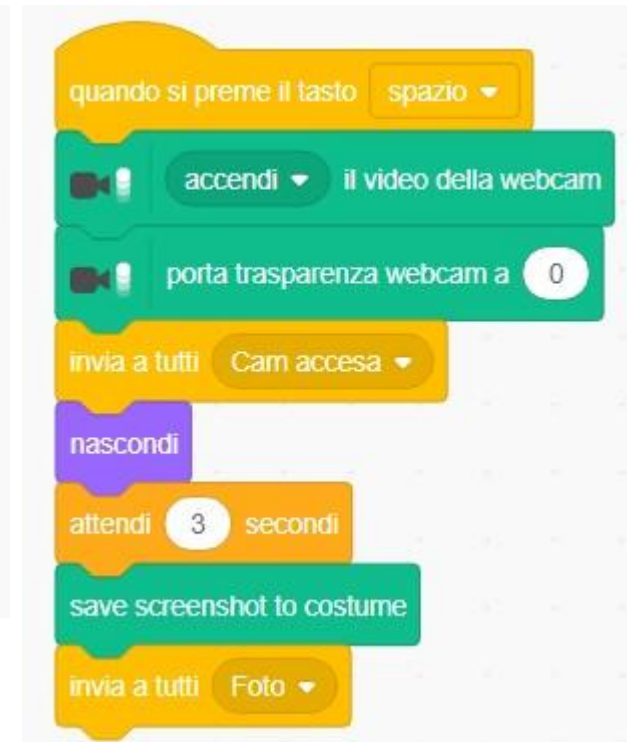 quando si preme il tasto spazio
accendi il video della webcam
porta trasparenza webcam a 0
invia a tutti Cam accesa
nascondi
attendi 3 secondi
save screenshot to costume
invia a tutti Foto